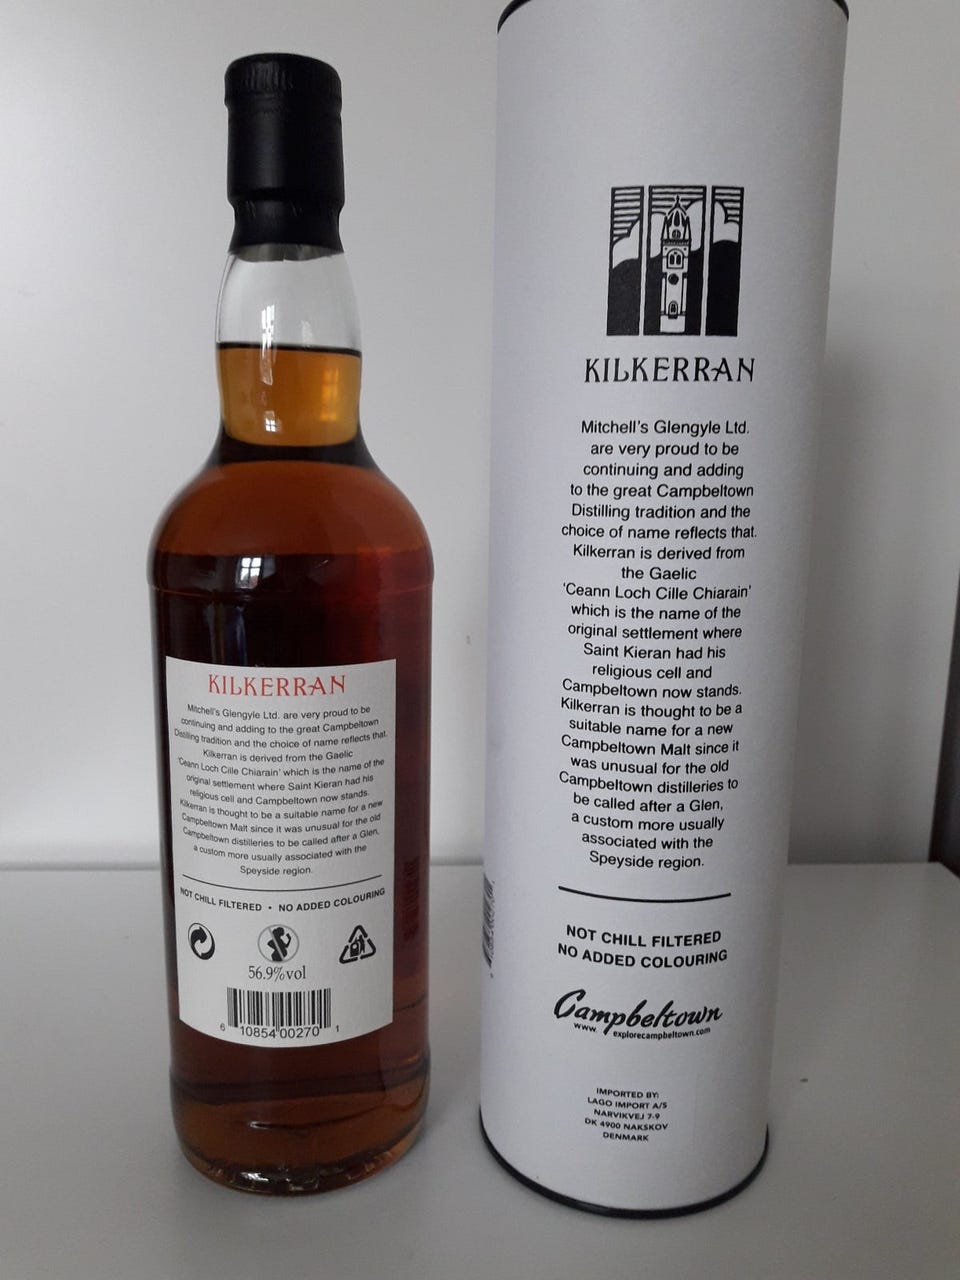 KILKERRAN
Mitchell's Glengyle Ltd. are very proud to be
continuing and adding to the great Campbeltown
Distilling tradition and the choice of name reflects that.
Kilkerran is derived from the Gaelic
'Ceann Loch Cille Chiarain' which is the name of the
original settlement where Saint Kieran had his
religious cell and Campbeltown now stands.
Kilkerran is thought to be a suitable name for a new
Campbeltown Malt since it was unusual for the old
Campbeltown distilleries to be called after a Glen,
a custom more usually associated with the
Speyside region.
NOT CHILL FILTERED • NO ADDED COLOURING
56.9%vol
6 10854 00270 1
KILKERRAN
Mitchell's Glengyle Ltd.
are very proud to be
continuing and adding
to the great Campbeltown
Distilling tradition and the
choice of name reflects that.
Kilkerran is derived from
the Gaelic
'Ceann Loch Cille Chiarain'
which is the name of the
original settlement where
Saint Kieran had his
religious cell and
Campbeltown now stands.
Kilkerran is thought to be a
suitable name for a new
Campbeltown Malt since it
was unusual for the old
Campbeltown distilleries to
be called after a Glen,
a custom more usually
associated with the
Speyside region.
NOT CHILL FILTERED
NO ADDED COLOURING
Campbeltown
www.explorecampbeltown.com
IMPORTED BY:
LAGO IMPORT A/S
NARVIKVEJ 7-9
DK 4900 NAKSKOV
DENMARK